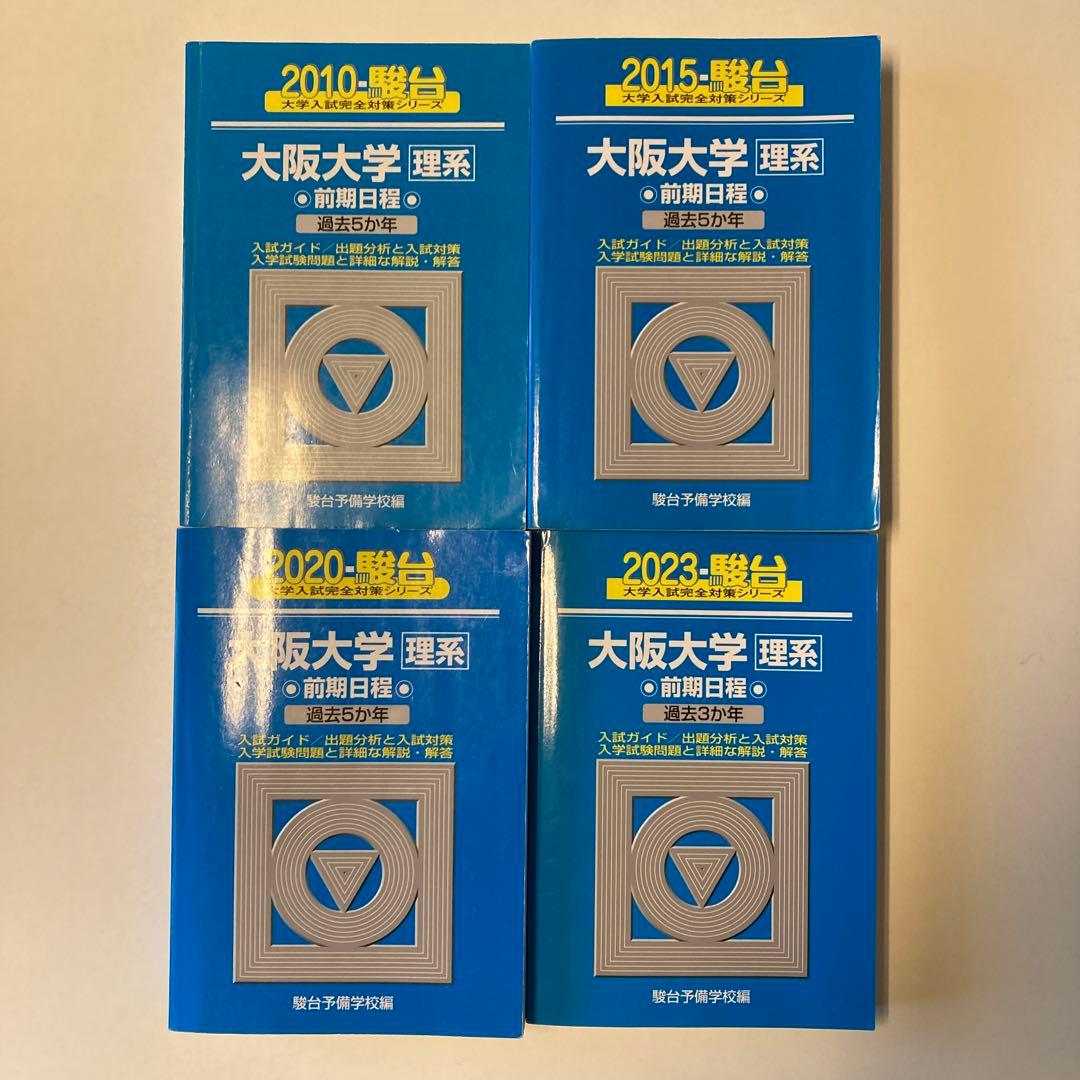 2010-駿台
大学入試完全対策シリーズ
大阪大学 理系
前期日程
過去5か年
入試ガイド/出題分析と入試対策
入学試験問題と詳細な解説・解答
駿台予備学校編
2015-駿台
大学入試完全対策シリーズ
大阪大学 理系
前期日程
過去5か年
入試ガイド/出題分析と入試対策
入学試験問題と詳細な解説・解答
駿台予備学校編
2020-駿台
大学入試完全対策シリーズ
大阪大学 理系
前期日程
過去5か年
入試ガイド/出題分析と入試対策
入学試験問題と詳細な解説・解答
駿台予備学校編
2023-駿台
大学入試完全対策シリーズ
大阪大学 理系
前期日程
過去3か年
入試ガイド/出題分析と入試対策
入学試験問題と詳細な解説・解答
駿台予備学校編